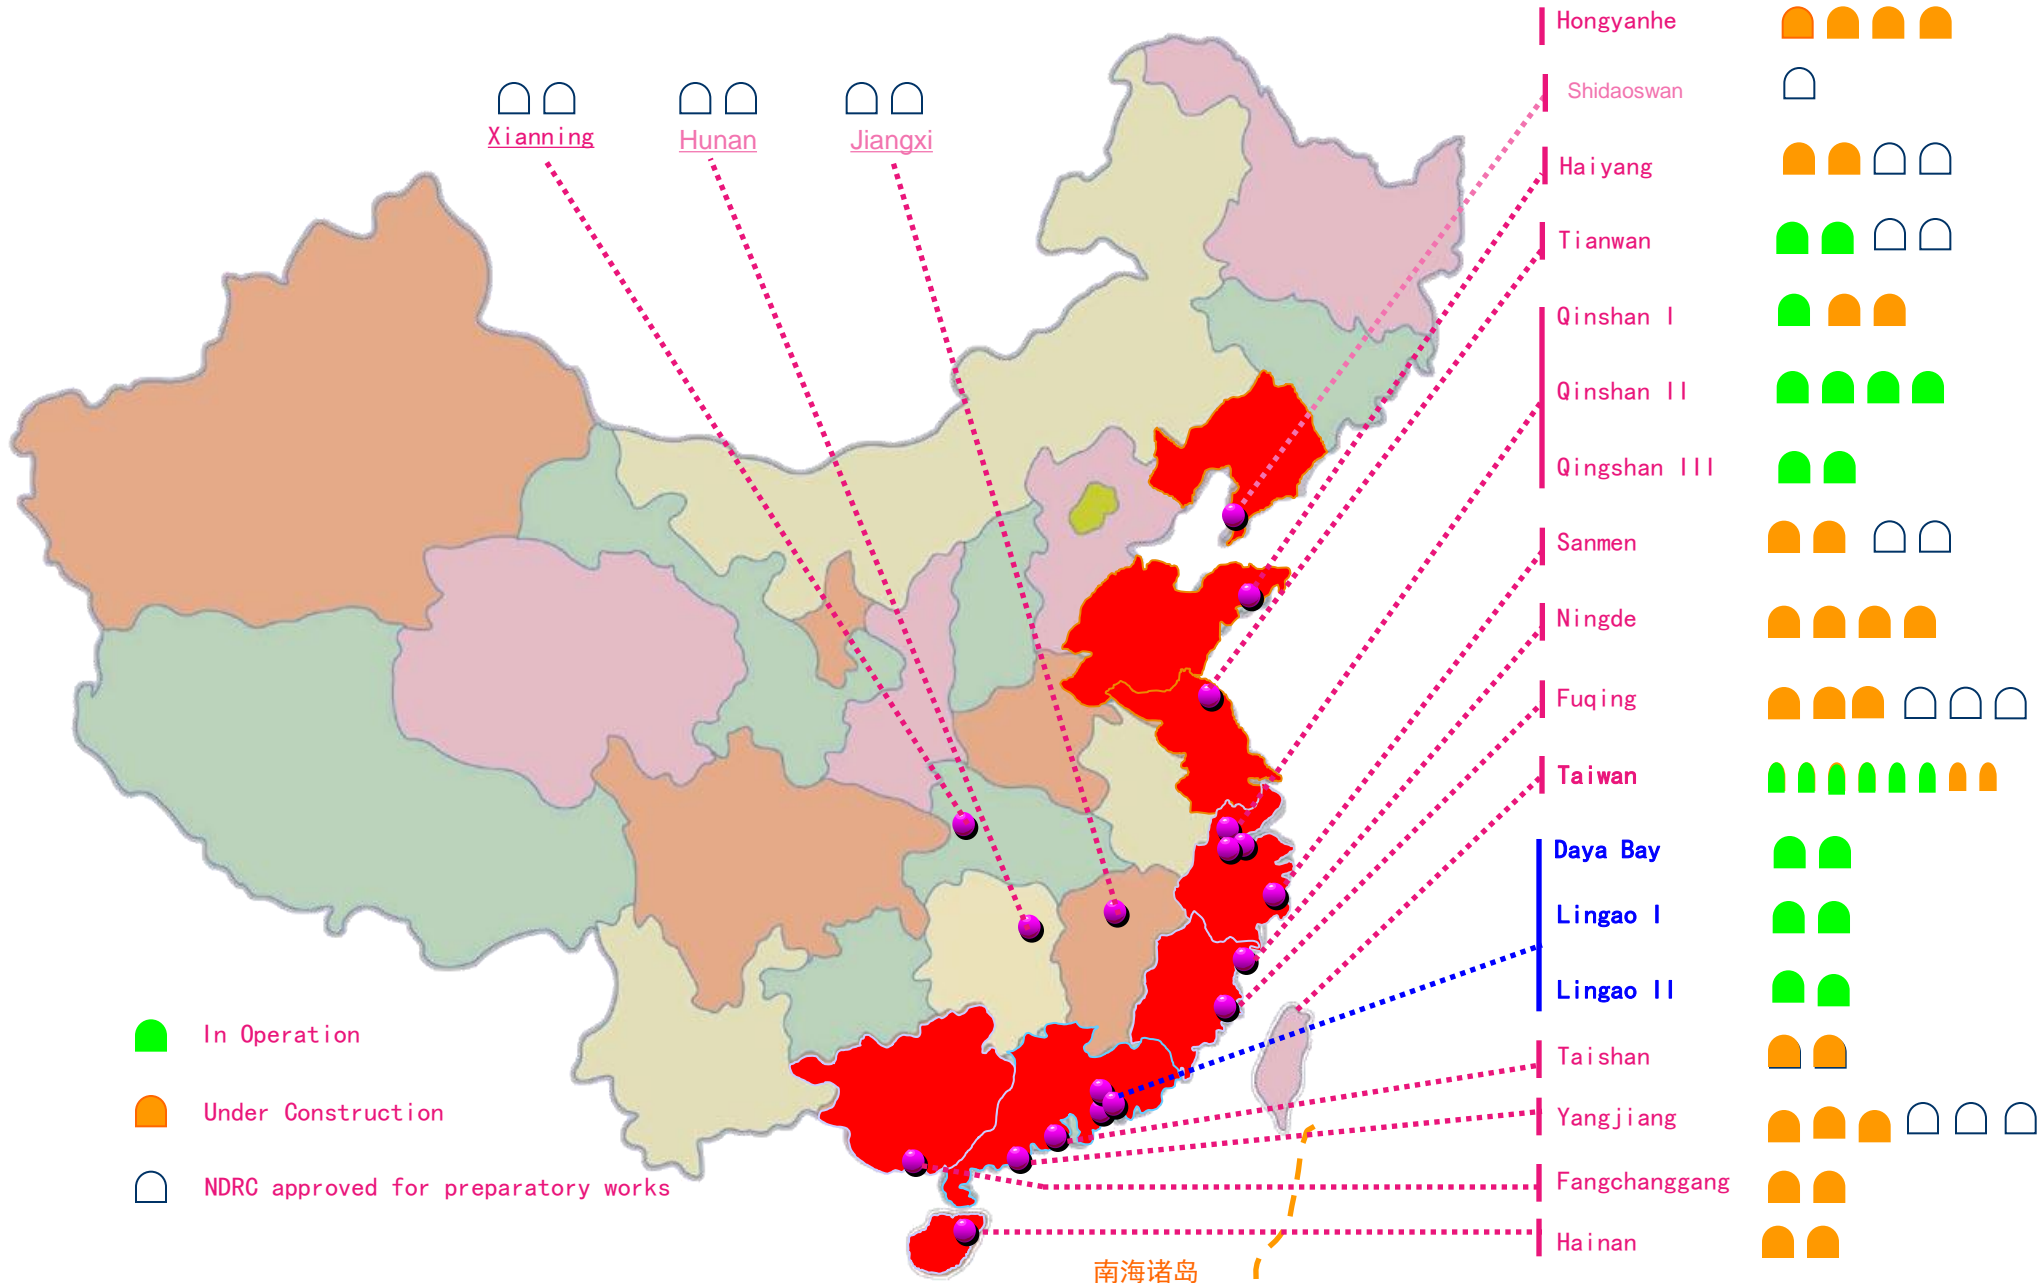 Xianning
Hunan
Jiangxi
Hongyanhe
Shidaoswan
Haiyang
Tianwan
Qinshan I
Qinshan II
Qingshan III
Sanmen
Ningde
Fuqing
Taiwan
Daya Bay
Lingao I
Lingao II
Taishan
Yangjiang
Fangchanggang
Hainan
In Operation
Under Construction
NDRC approved for preparatory works
南海诸岛